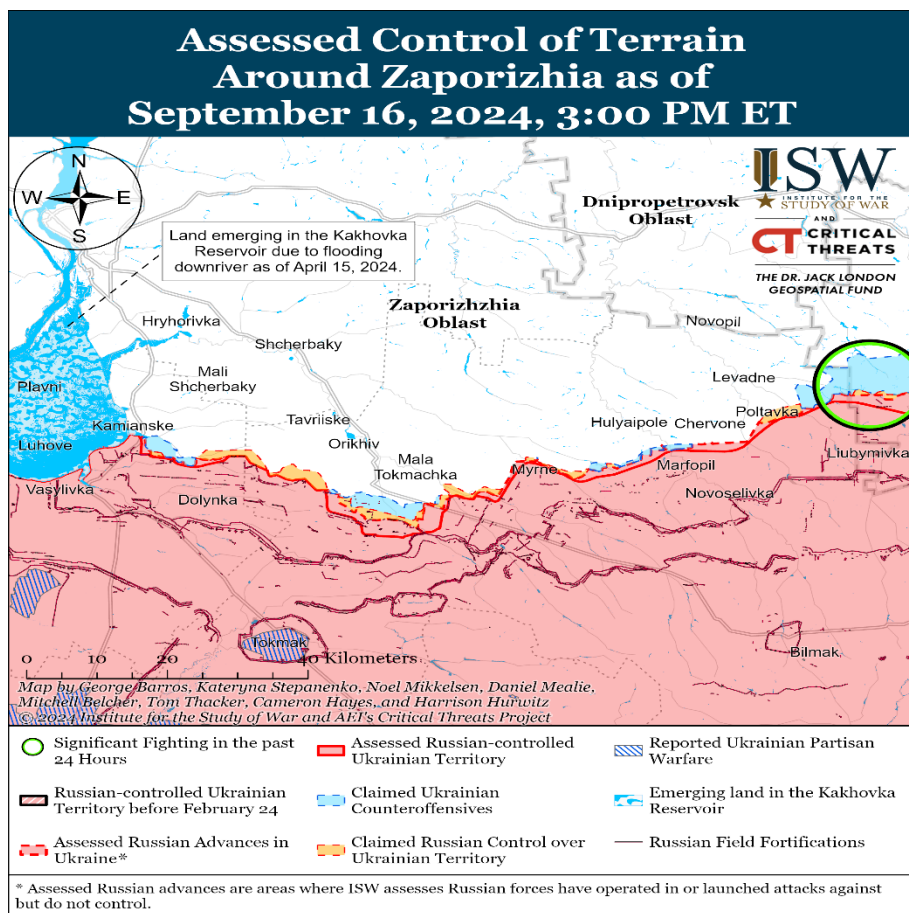 Assessed Control of Terrain
Around Zaporizhia as of
September 16, 2024, 3:00 PM ET
N
W E
S
ISW
INSTITUTE FOR THE
STUDY OF WAR
AND
CT CRITICAL
THREATS
THE DR. JACK LONDON
GEOSPATIAL FUND
Dnipropetrovsk
Oblast
Land emerging in the Kakhovka
Reservoir due to flooding
downriver as of April 15, 2024.
Zaporizhzhia
Oblast
Hryhorivka
Novopil
Shcherbaky
Mali
Shcherbaky
Levadne
Plavni
Kamianske
Tavriiske
Hulyaipole
Chervone
Poltavka
Luhove
Orikhiv
Liubymivka
Mala
Tokmachka
Myrne
Marfopil
Vasylivka
Dolynka
Novoselivka
Tokmak
Bilmak
0 20 40 Kilometers
Map by George Barros, Kateryna Stepanenko, Noel Mikkelsen, Daniel Mealie,
Mitchell Belcher, Tom Thacker, Cameron Hayes, and Harrison Hurwitz
© 2024 Institute for the Study of War and AEI's Critical Threats Project
Significant Fighting in the past
24 Hours
Assessed Russian-controlled
Ukrainian Territory
Reported Ukrainian Partisan
Warfare
Russian-controlled Ukrainian
Territory before February 24
Claimed Ukrainian
Counteroffensives
Emerging land in the Kakhovka
Reservoir
Assessed Russian Advances in
Ukraine*
Claimed Russian Control over
Ukrainian Territory
Russian Field Fortifications
* Assessed Russian advances are areas where ISW assesses Russian forces have operated in or launched attacks against
but do not control.